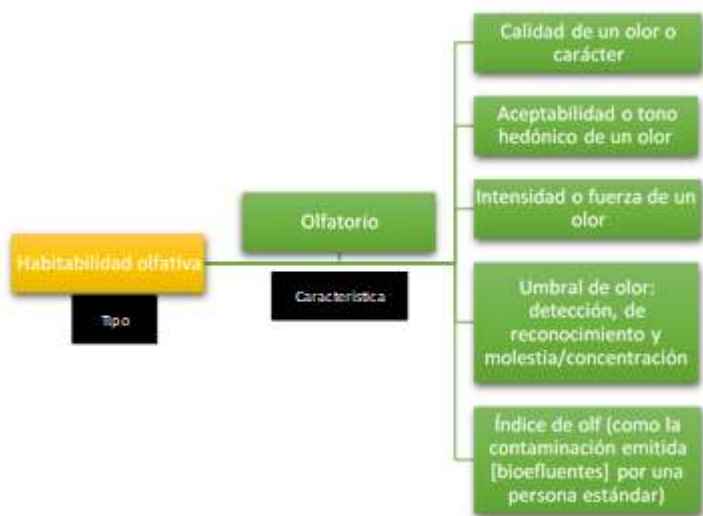 Habitabilidad olfativa
Tipo
Olfatorio
Característica
Calidad de un olor o
carácter
Aceptabilidad o tono
hedónico de un olor
Intensidad o fuerza de un
olor
Umbral de olor:
detección, de
reconocimiento y
molestia/concentración
Índice de olf (como la
contaminación emitida
[bioefluentes] por una
persona estándar)